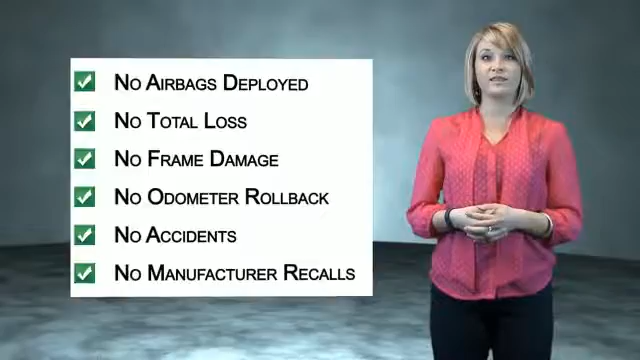 No Airbags Deployed
No Total Loss
No Frame Damage
No Odometer Rollback
No Accidents
No Manufacturer Recalls